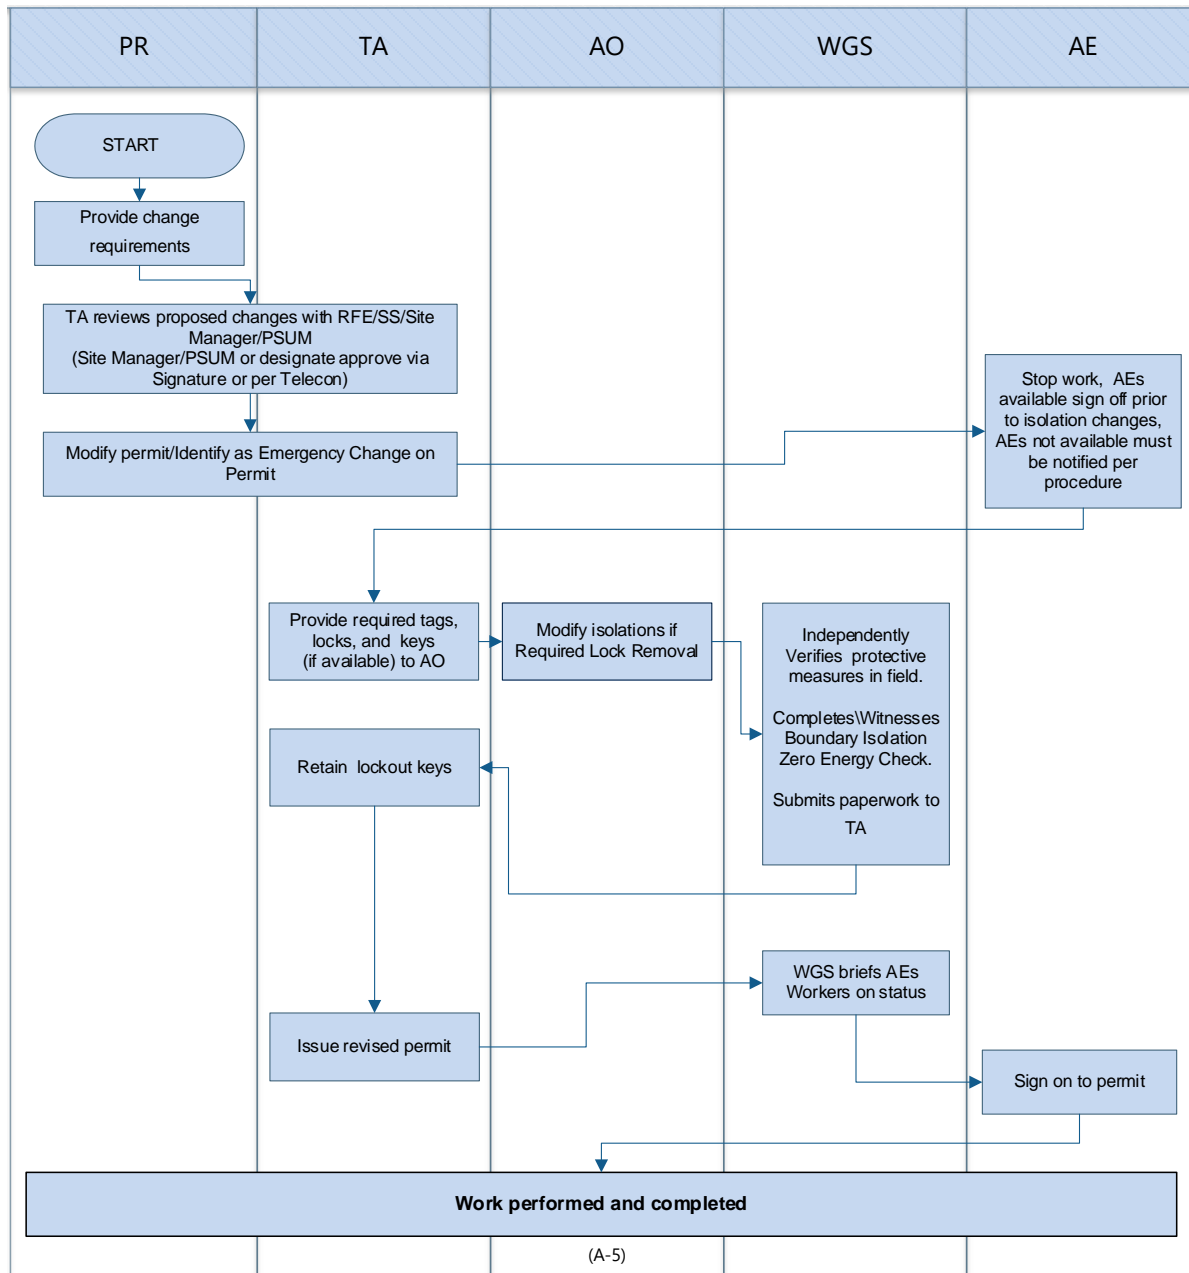 PR
TA
AO
WGS
AE
START
Provide change
requirements
TA reviews proposed changes with RFE/SS/Site
Manager/PSUM
(Site Manager/PSUM or designate approve via
Signature or per Telecon)
Modify permit/Identify as Emergency Change on
Permit
Stop work, AEs
available sign off prior
to isolation changes,
AEs not available must
be notified per
procedure
Provide required tags,
locks, and keys
(if available) to AO
Modify isolations if
Required Lock Removal
Independently
Verifies protective
measures in field.
Completes\Witnesses
Boundary Isolation
Zero Energy Check.
Submits paperwork to
TA
Retain lockout keys
WGS briefs AEs
Workers on status
Issue revised permit
Sign on to permit
Work performed and completed
(A-5)